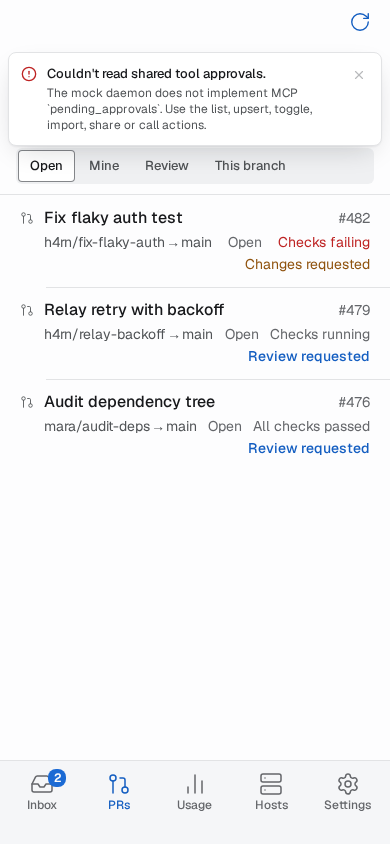 Couldn't read shared tool approvals.
The mock daemon does not implement MCP
`pending_approvals`. Use the list, upsert, toggle,
import, share or call actions.
Open Mine Review This branch
Fix flaky auth test #482
h4rn/fix-flaky-auth → main Open Checks failing
Changes requested
Relay retry with backoff #479
h4rn/relay-backoff → main Open Checks running
Review requested
Audit dependency tree #476
mara/audit-deps → main Open All checks passed
Review requested
2
Inbox PRs Usage Hosts Settings